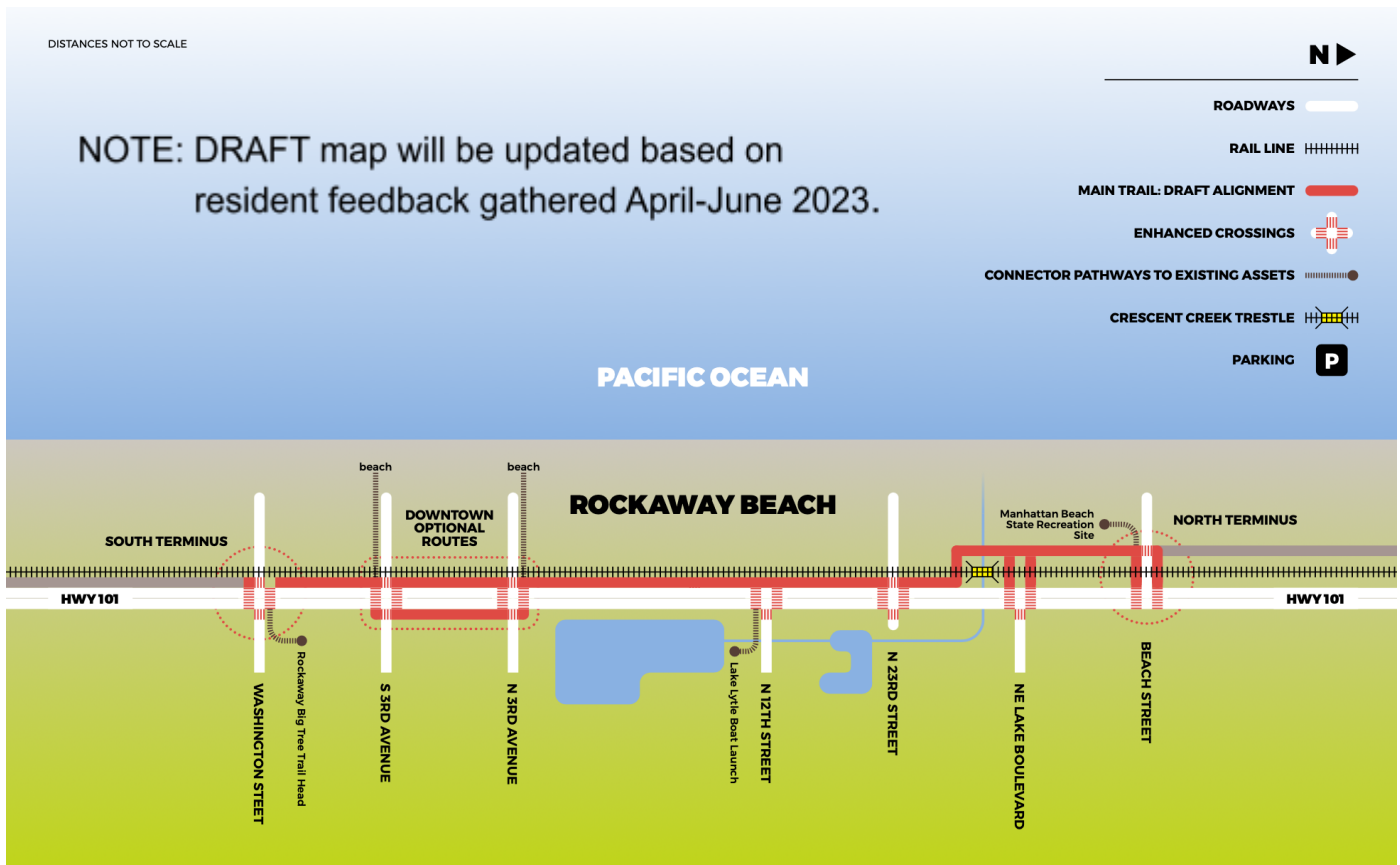 DISTANCES NOT TO SCALE
N
NOTE: DRAFT map will be updated based on
resident feedback gathered April-June 2023.
ROADWAYS
RAIL LINE
MAIN TRAIL: DRAFT ALIGNMENT
ENHANCED CROSSINGS
CONNECTOR PATHWAYS TO EXISTING ASSETS
CRESCENT CREEK TRESTLE
PARKING
P
PACIFIC OCEAN
beach
beach
ROCKAWAY BEACH
SOUTH TERMINUS
DOWNTOWN
OPTIONAL
ROUTES
Manhattan Beach
State Recreation
Site
NORTH TERMINUS
HWY 101
HWY 101
WASHINGTON STEET
Rockaway Big Tree Trail Head
S 3RD AVENUE
N 3RD AVENUE
Lake Lytle Boat Launch
N 12TH STREET
N 23RD STREET
NE LAKE BOULEVARD
BEACH STREET